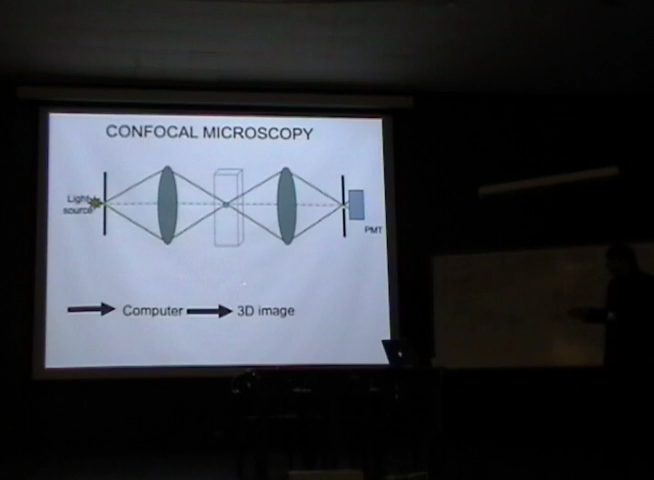 CONFOCAL MICROSCOPY
Light
source
PMT
Computer
3D image